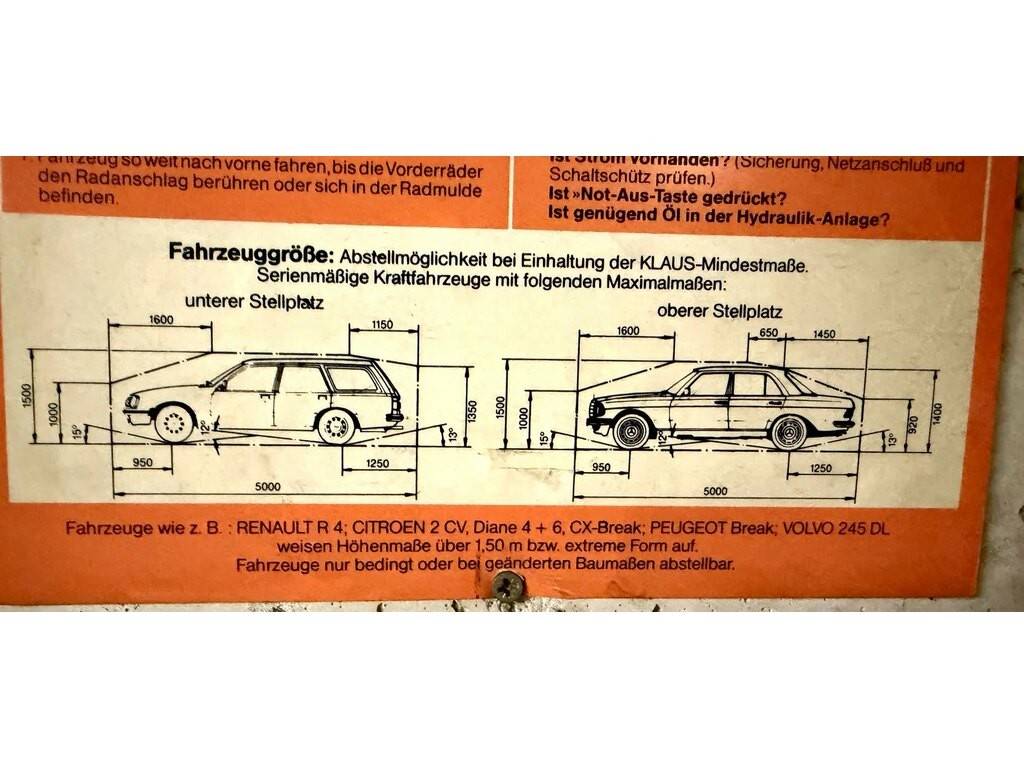 1. Fahrzeug so weit nach vorne fahren, bis die Vorderräder
den Radanschlag berühren oder sich in der Radmulde
befinden.
Ist Strom vorhanden? (Sicherung, Netzanschluß und
Schaltschütz prüfen.)
Ist »Not-Aus-Taste gedrückt?
Ist genügend Öl in der Hydraulik-Anlage?
Fahrzeuggröße: Abstellmöglichkeit bei Einhaltung der KLAUS-Mindestmaße.
Serienmäßige Kraftfahrzeuge mit folgenden Maximalmaßen:
unterer Stellplatz
1600
1150
1500
1000
15°
12°
13°
1350
950
1250
5000
oberer Stellplatz
1600
650
1450
1500
1000
15°
12°
13°
920
1400
950
1250
5000
Fahrzeuge wie z. B. : RENAULT R 4; CITROEN 2 CV, Diane 4 + 6, CX-Break; PEUGEOT Break; VOLVO 245 DL
weisen Höhenmaße über 1,50 m bzw. extreme Form auf.
Fahrzeuge nur bedingt oder bei geänderten Baumaßen abstellbar.